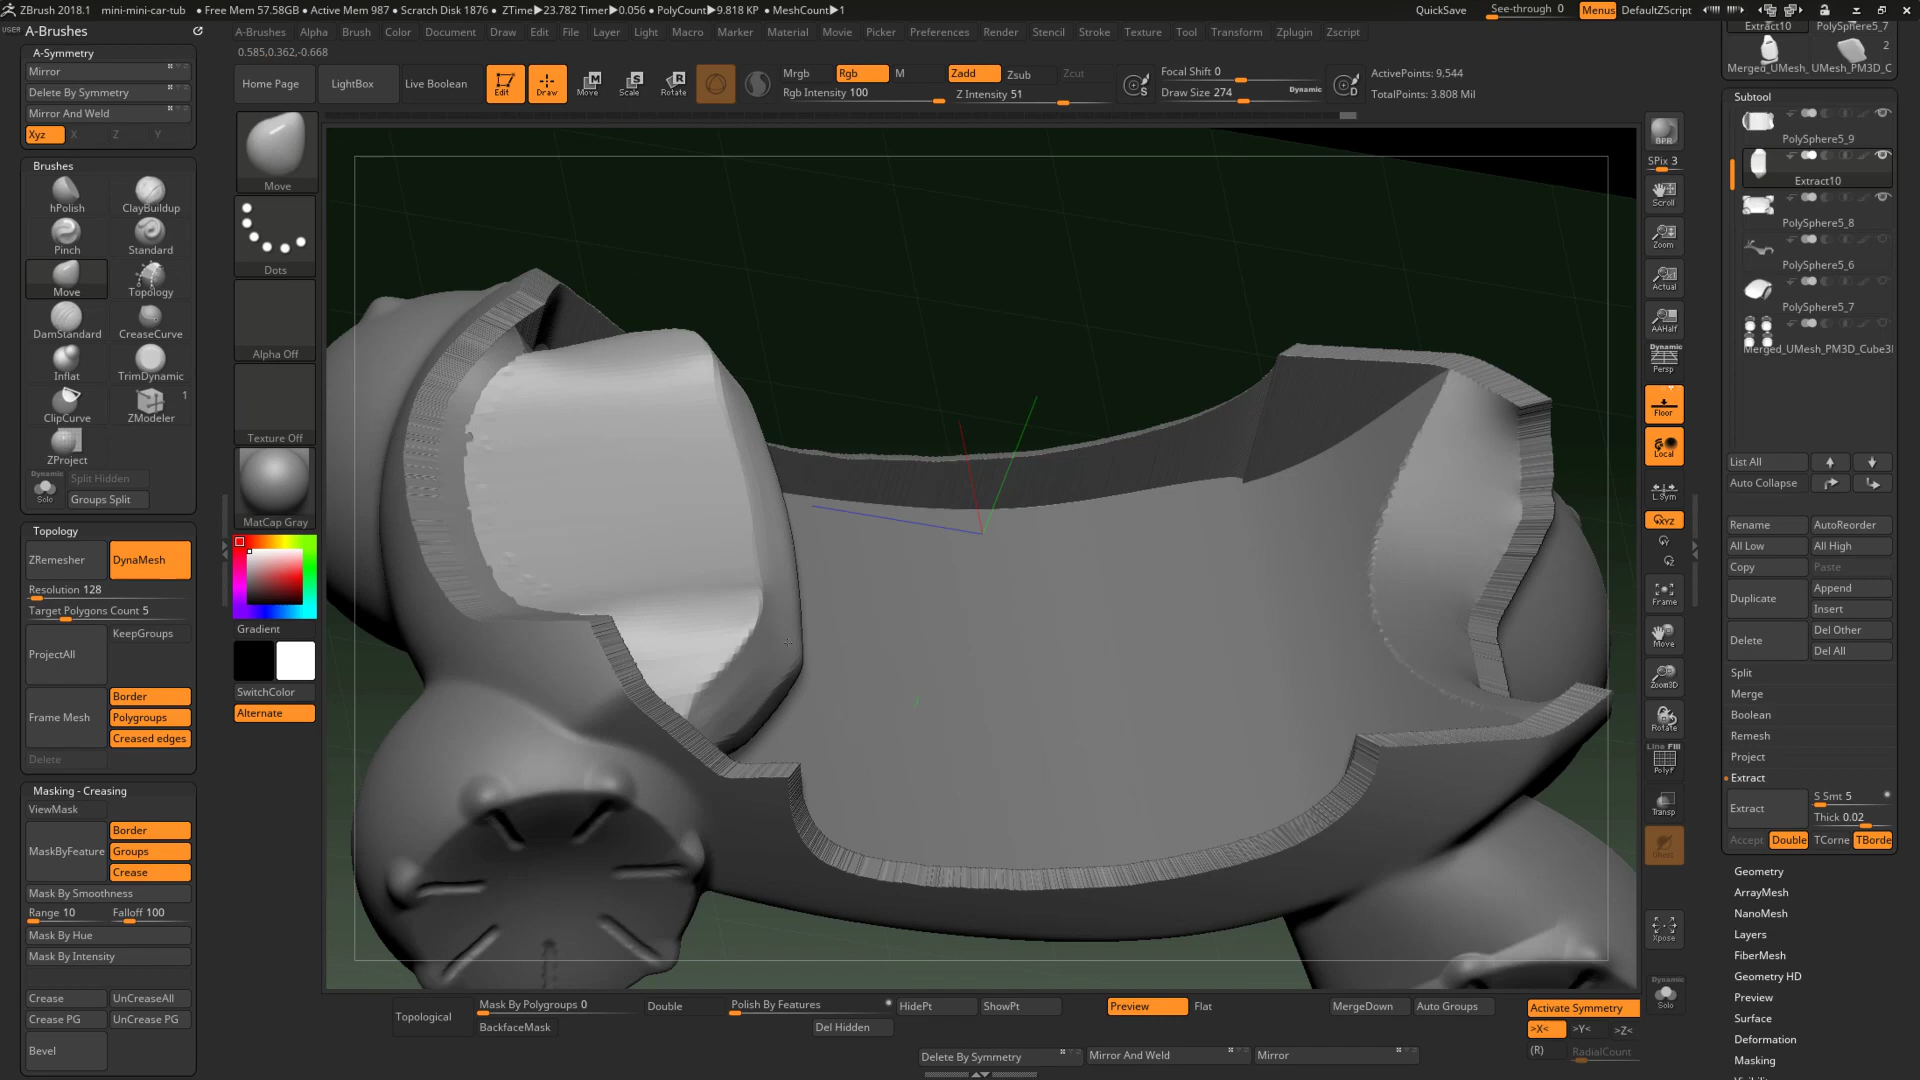 ZBrush 2018.1 mini-mini-car-tub • Free Mem 57.58GB • Active Mem 987 • Scratch Disk 1876 • ZTime▶23.782 Timer▶0.056 • PolyCount▶9.818 KP • MeshCount▶1 QuickSave See-through 0 Menus DefaultZScript
USER A-Brushes
A-Brushes Alpha Brush Color Document Draw Edit File Layer Light Macro Marker Material Movie Picker Preferences Render Stencil Stroke Texture Tool Transform Zplugin Zscript
0.585,0.362,-0.668
A-Symmetry
Mirror
Delete By Symmetry
Mirror And Weld
Xyz X Z Y
Brushes
hPolish ClayBuildup
Pinch Standard
Move Topology
DamStandard CreaseCurve
Inflat TrimDynamic
ClipCurve ZModeler 1
ZProject
Dynamic
Solo
Split Hidden
Groups Split
Topology
ZRemesher DynaMesh
Resolution 128
Target Polygons Count 5
ProjectAll KeepGroups
Frame Mesh
Border
Polygroups
Creased edges
Delete
Masking - Creasing
ViewMask
MaskByFeature
Border
Groups
Crease
Mask By Smoothness
Range 10 Falloff 100
Mask By Hue
Mask By Intensity
Crease UnCreaseAll
Crease PG UnCrease PG
Bevel
Home Page LightBox Live Boolean
Edit Draw Move Scale Rotate
Mrgb Rgb M
Rgb Intensity 100
Zadd Zsub Zcut
Z Intensity 51
Focal Shift 0
Draw Size 274 Dynamic
ActivePoints: 9,544
TotalPoints: 3.808 Mil
Move
Dots
Alpha Off
Texture Off
MatCap Gray
Gradient
SwitchColor
Alternate
BPR
SPix 3
Scroll
Zoom
Actual
AAHalf
Dynamic
Persp
Floor
Local
L.Sym
XYZ
Y
Z
Frame
Move
Zoom3D
Rotate
Line Fill
PolyF
Transp
Ghost
Xpose
Dynamic
Solo
Extract10 PolySphere5_7
2
Merged_UMesh_ UMesh_PM3D_C
Subtool
PolySphere5_9
Extract10
PolySphere5_8
PolySphere5_6
PolySphere5_7
Merged_UMesh_PM3D_Cube3
List All
Auto Collapse
Rename AutoReorder
All Low All High
Copy Paste
Duplicate Append
Insert
Delete Del Other
Del All
Split
Merge
Boolean
Remesh
Project
Extract
Extract S Smt 5
Thick 0.02
Accept Double TCorne TBorde
Geometry
ArrayMesh
NanoMesh
Layers
FiberMesh
Geometry HD
Preview
Surface
Deformation
Masking
Topological
Mask By Polygroups 0
BackfaceMask
Double
Polish By Features
Del Hidden
HidePt ShowPt
Preview Flat
MergeDown Auto Groups
Activate Symmetry
>X< >Y< >Z<
(R) RadialCount
Delete By Symmetry Mirror And Weld Mirror